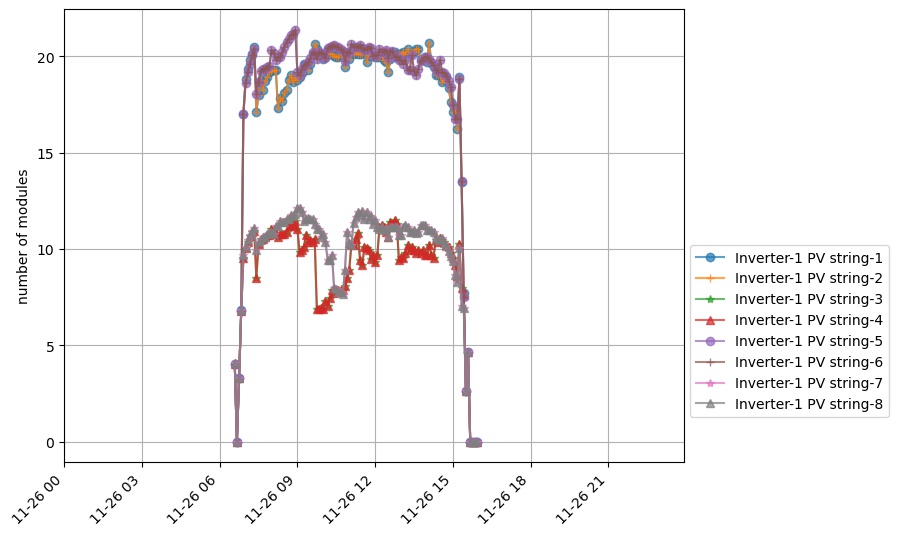 20
15
10
5
0
number of modules
11-26 00
11-26 03
11-26 06
11-26 09
11-26 12
11-26 15
11-26 18
11-26 21
Inverter-1 PV string-1
Inverter-1 PV string-2
Inverter-1 PV string-3
Inverter-1 PV string-4
Inverter-1 PV string-5
Inverter-1 PV string-6
Inverter-1 PV string-7
Inverter-1 PV string-8